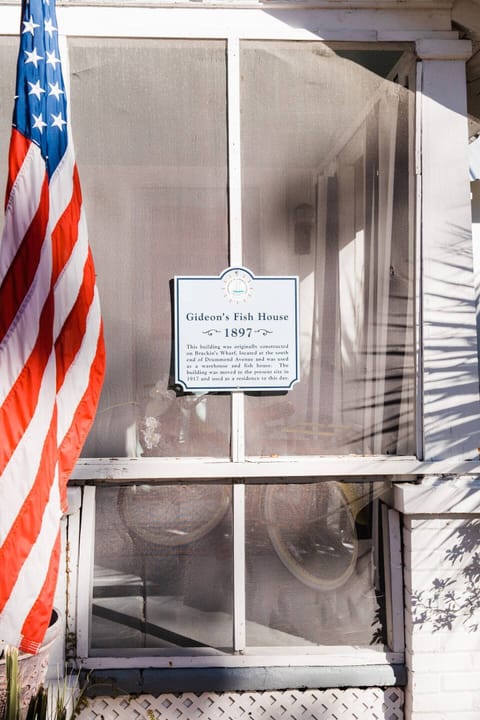 Gideon's Fish House
1897
This building was originally constructed
on Brackin's Wharf, located at the south
end of Drummond Avenue and was used
as a warehouse and fish house. The
building was moved to the present site in
1917 and used as a residence to this day.